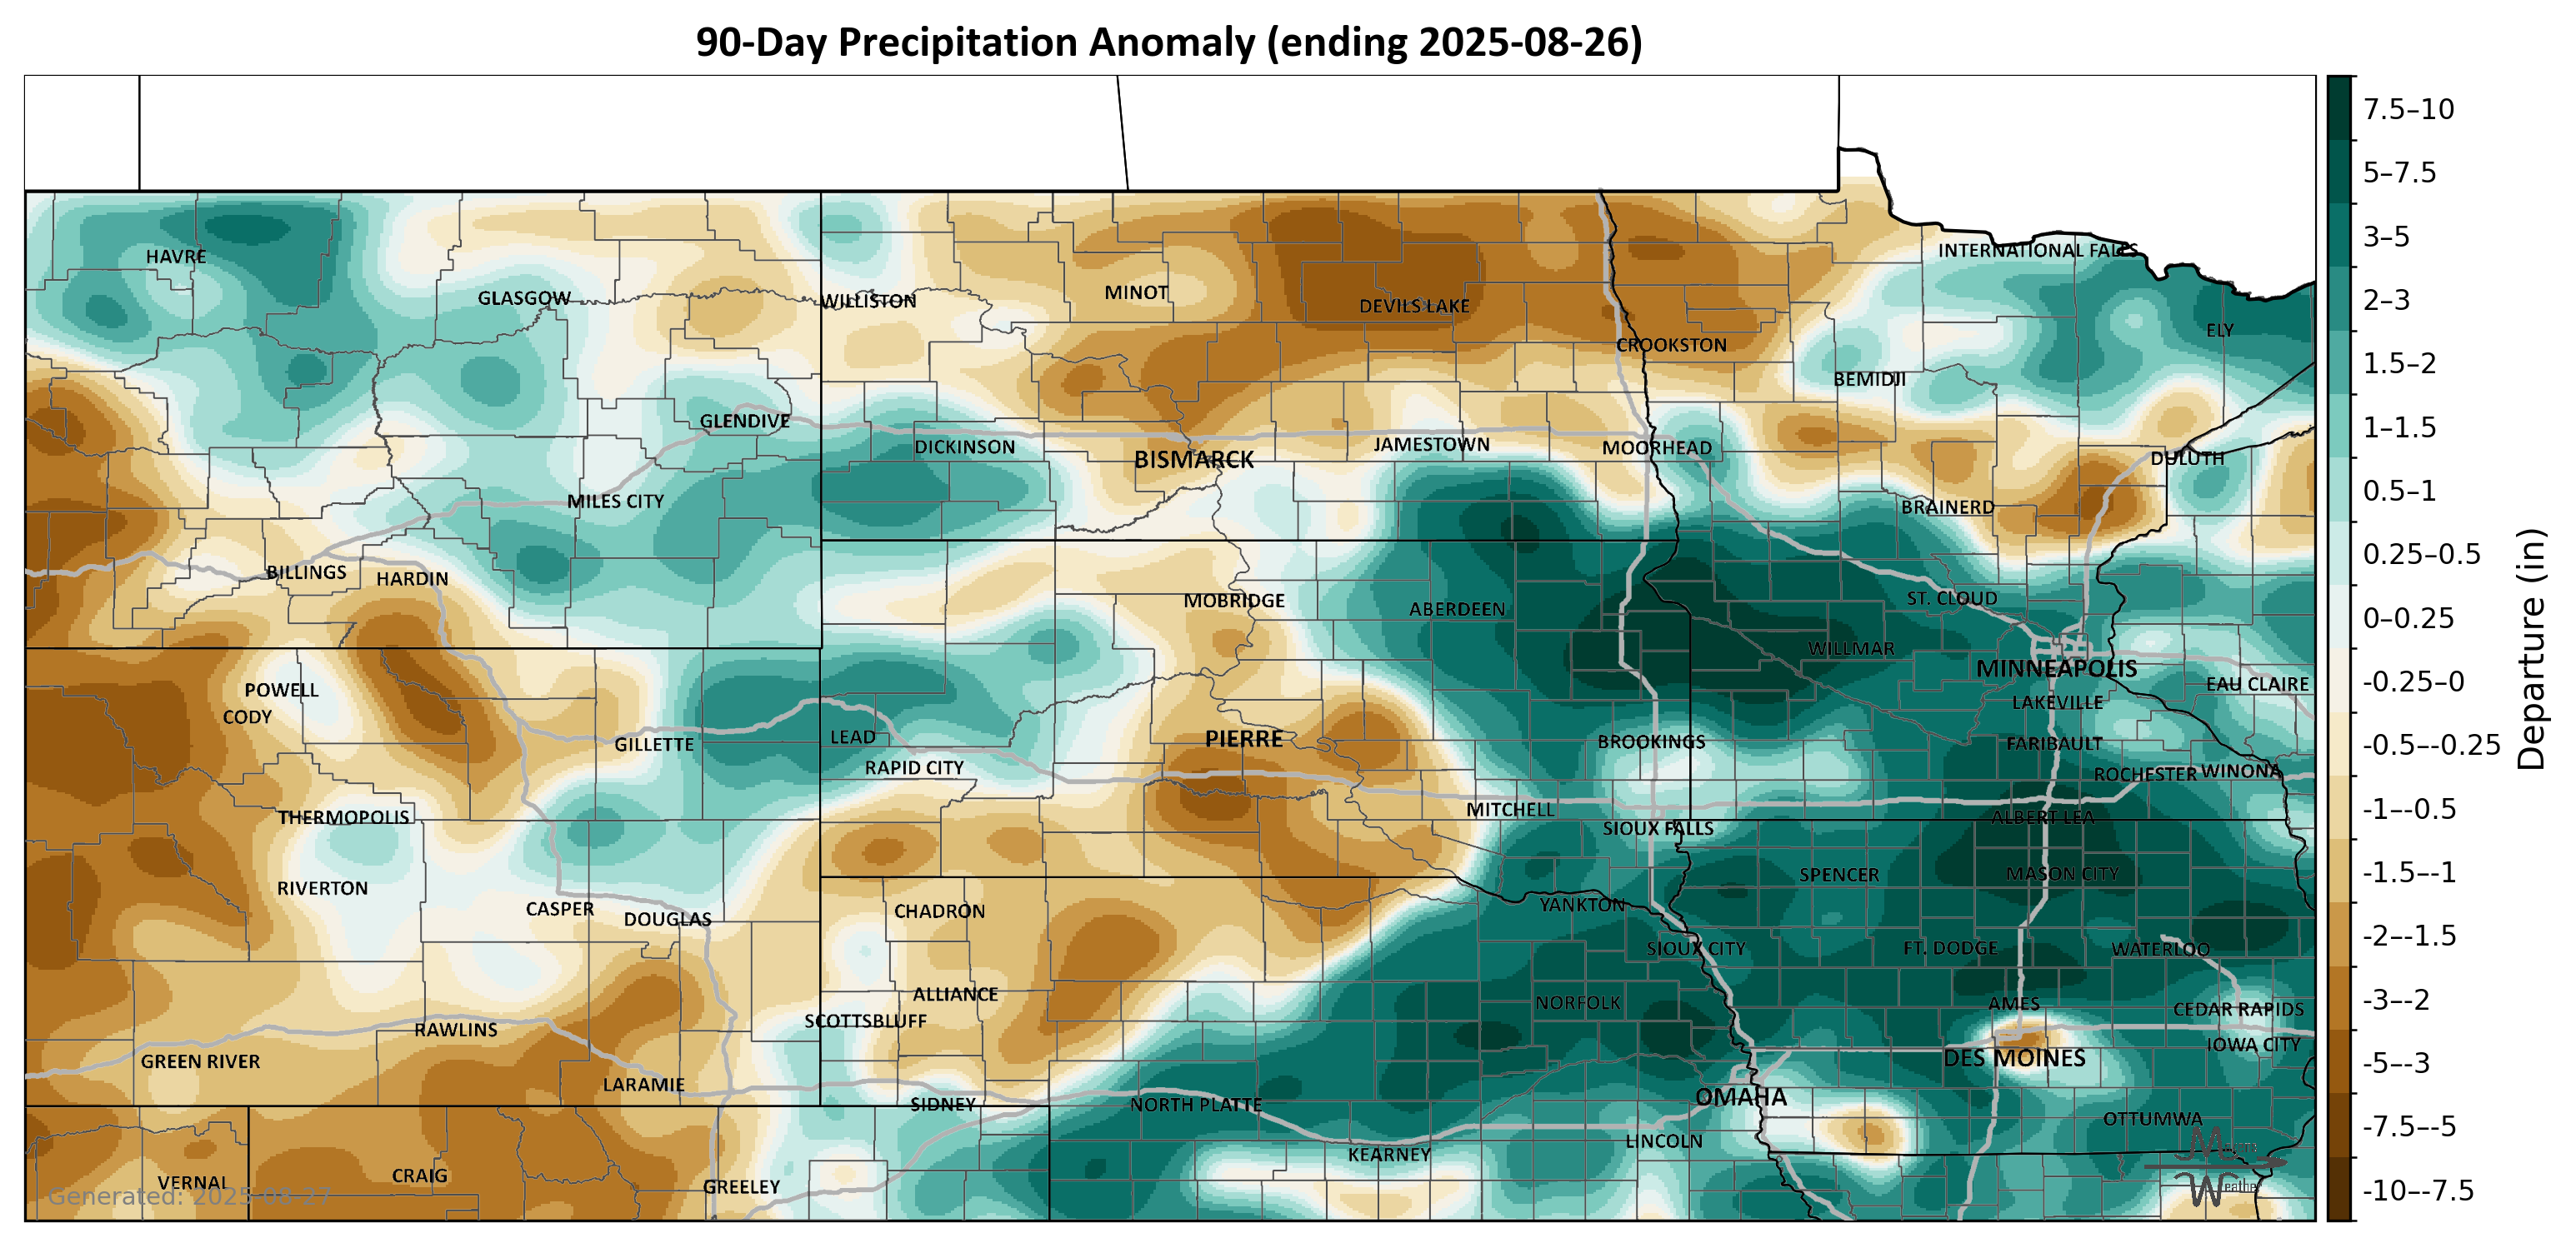 90-Day Precipitation Anomaly (ending 2025-08-26)
7.5–10
5–7.5
3–5
2–3
1.5–2
1–1.5
0.5–1
0.25–0.5
0–0.25
-0.25–0
-0.5–-0.25
-1–-0.5
-1.5–-1
-2–-1.5
-3–-2
-5–-3
-7.5–-5
-10–-7.5
Departure (in)
HAVRE
INTERNATIONAL FALLS
GLASGOW
WILLISTON
MINOT
DEVILS LAKE
ELY
CROOKSTON
BEMIDJI
GLENDIVE
DICKINSON
BISMARCK
JAMESTOWN
MOORHEAD
DULUTH
MILES CITY
BRAINERD
BILLINGS
HARDIN
MOBRIDGE
ABERDEEN
ST. CLOUD
WILLMAR
MINNEAPOLIS
EAU CLAIRE
POWELL
CODY
LAKEVILLE
GILLETTE
LEAD
PIERRE
BROOKINGS
FARIBAULT
RAPID CITY
ROCHESTER
WINONA
THERMOPOLIS
MITCHELL
SIOUX FALLS
ALBERT LEA
RIVERTON
SPENCER
MASON CITY
CASPER
DOUGLAS
CHADRON
YANKTON
SIOUX CITY
FT. DODGE
WATERLOO
ALLIANCE
NORFOLK
AMES
CEDAR RAPIDS
SCOTTSBLUFF
RAWLINS
IOWA CITY
GREEN RIVER
DES MOINES
LARAMIE
SIDNEY
NORTH PLATTE
OMAHA
OTTUMWA
LINCOLN
KEARNEY
VERNAL
CRAIG
GREELEY
Generated: 2025-08-27